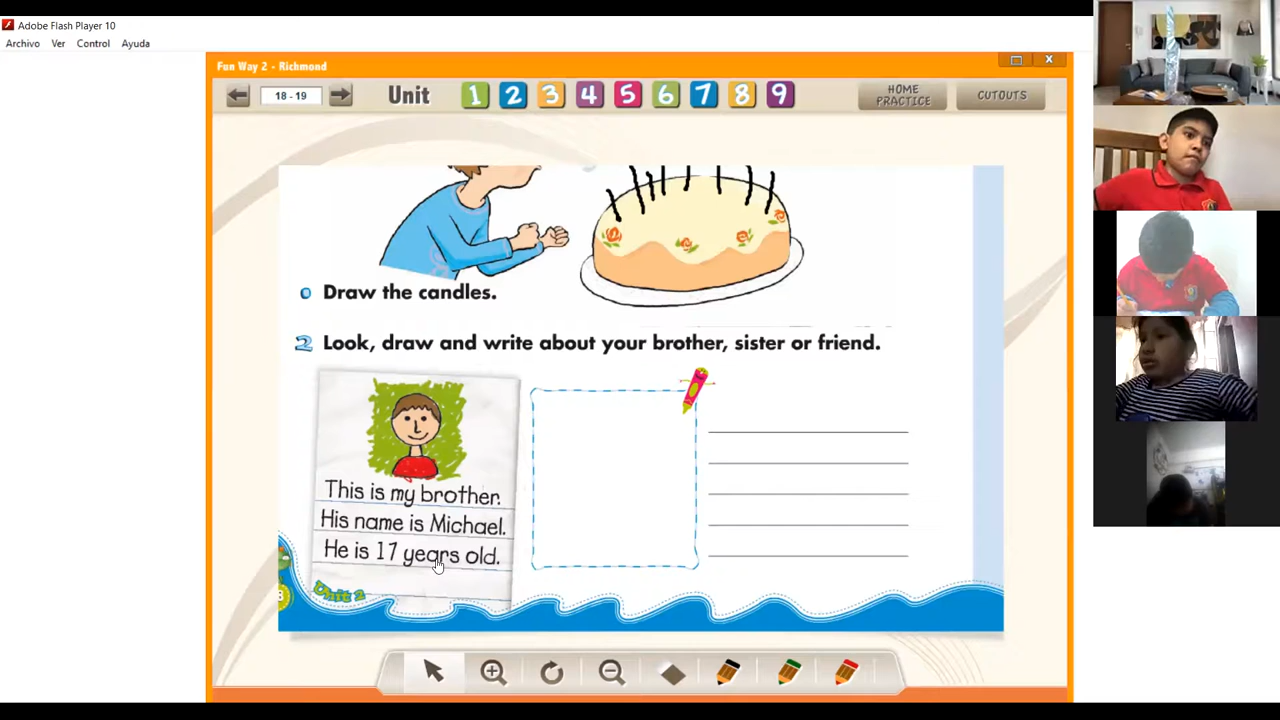 Adobe Flash Player 10
Archivo Ver Control Ayuda
Fun Way 2 - Richmond
X
18 - 19 Unit 1 2 3 4 5 6 7 8 9
HOME PRACTICE
CUTOUTS
Draw the candles.
2 Look, draw and write about your brother, sister or friend.
This is my brother.
His name is Michael.
He is 17 years old.
Unit 2